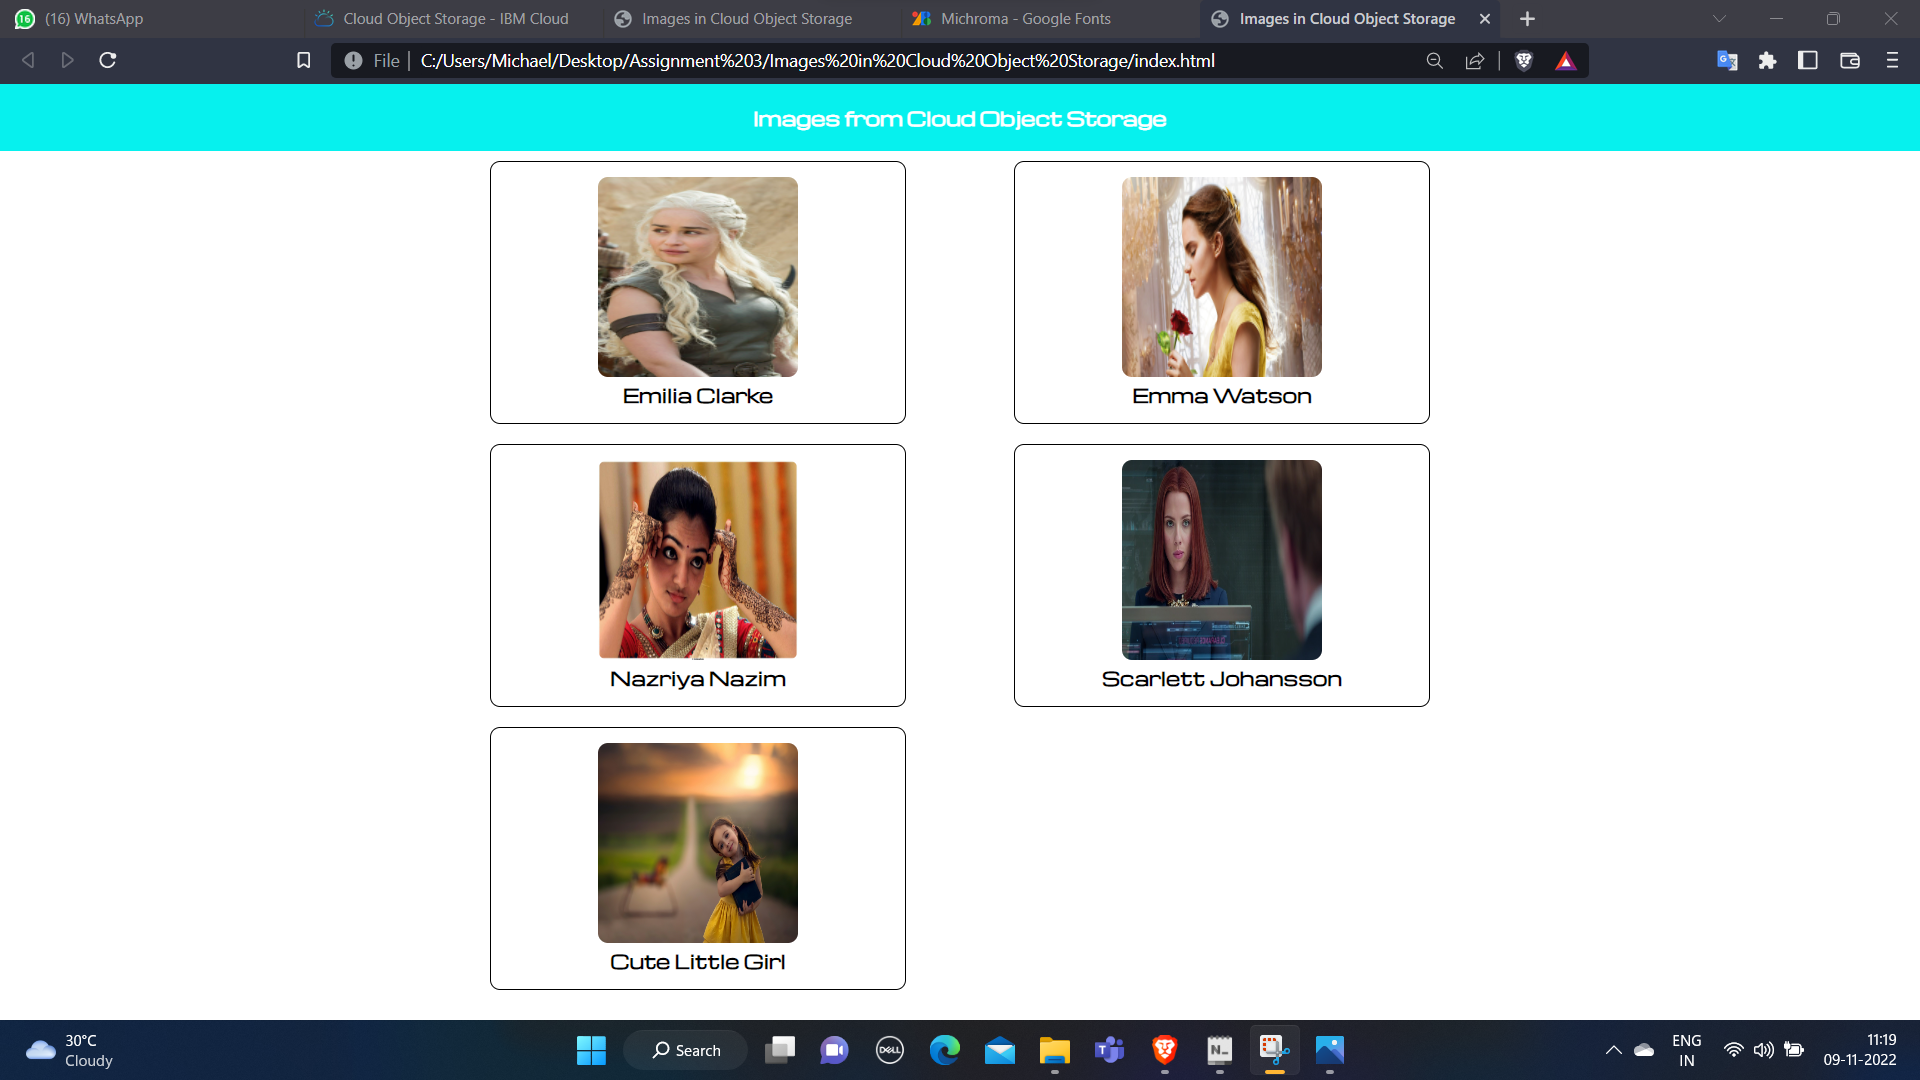 (16) WhatsApp
Cloud Object Storage - IBM Cloud
Images in Cloud Object Storage
Michroma - Google Fonts
Images in Cloud Object Storage
File
C:/Users/Michael/Desktop/Assignment%203/Images%20in%20Cloud%20Object%20Storage/index.html
Images from Cloud Object Storage
Emilia Clarke
Emma Watson
Nazriya Nazim
Scarlett Johansson
Cute Little Girl
30°C
Cloudy
Search
DELL
ENG
IN
11:19
09-11-2022